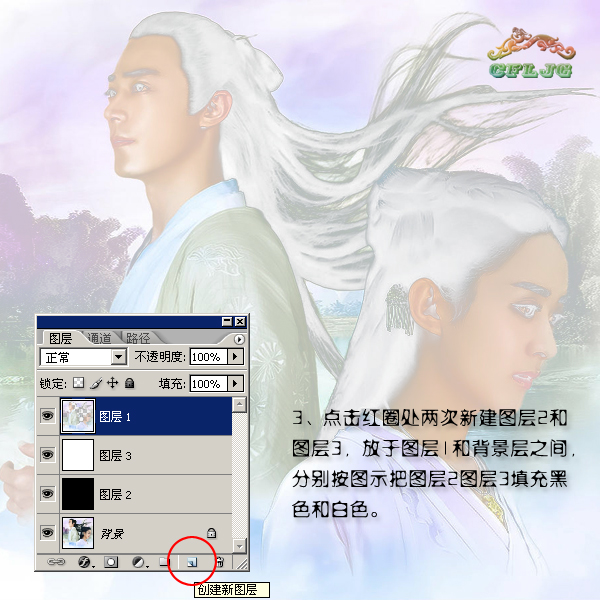 CFLJG
图层 通道 路径
正常 不透明度: 100%
锁定: 填充: 100%
图层 1
图层 3
图层 2
背景
创建新图层
3、点击红圈处两次新建图层2和
图层3，放于图层1和背景层之间，
分别按图示把图层2图层3填充黑
色和白色。